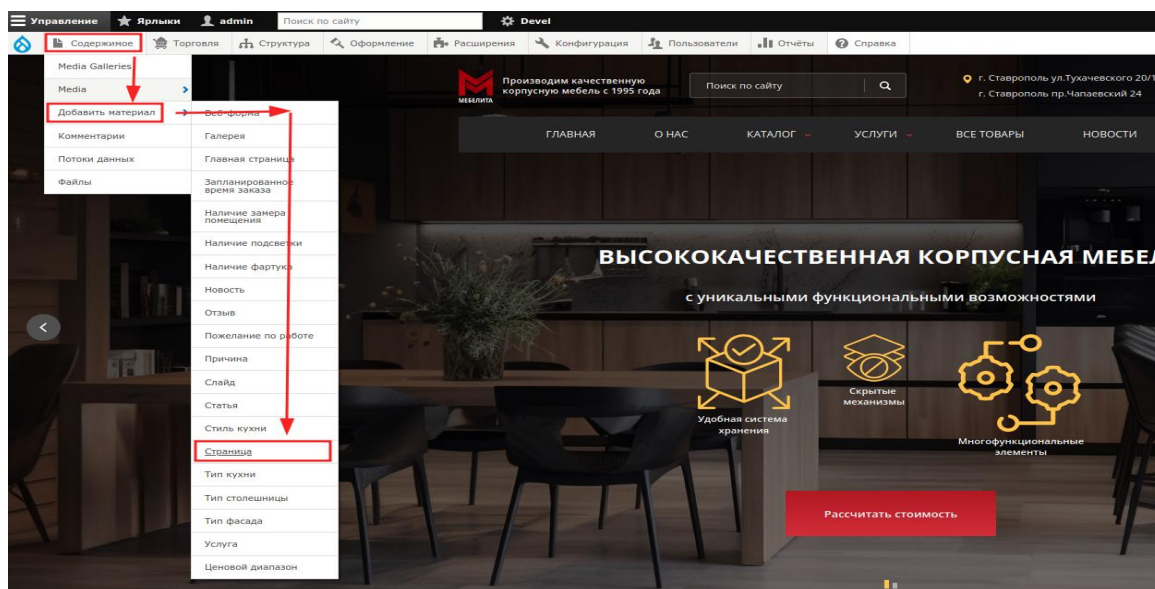 Управление Ярлыки admin Поиск по сайту Devel
Содержимое Торговля Структура Оформление Расширения Конфигурация Пользователи Отчёты Справка
Media Galleries
Media
Добавить материал
Комментарии
Потоки данных
Файлы
Веб-форма
Галерея
Главная страница
Запланированное
время заказа
Наличие замера
помещения
Наличие подсветки
Наличие фартука
Новость
Отзыв
Пожелание по работе
Причина
Слайд
Статья
Стиль кухни
Страница
Тип кухни
Тип столешницы
Тип фасада
Услуга
Ценовой диапазон
МЕБЕЛИТА
Производим качественную
корпусную мебель с 1995 года
Поиск по сайту
г. Ставрополь ул.Тухачевского 20/1
г. Ставрополь пр.Чапаевский 24
ГЛАВНАЯ О НАС КАТАЛОГ УСЛУГИ ВСЕ ТОВАРЫ НОВОСТИ
ВЫСОКОКАЧЕСТВЕННАЯ КОРПУСНАЯ МЕБЕЛ
с уникальными функциональными возможностями
Удобная система
хранения
Скрытые
механизмы
Многофункциональные
элементы
Рассчитать стоимость